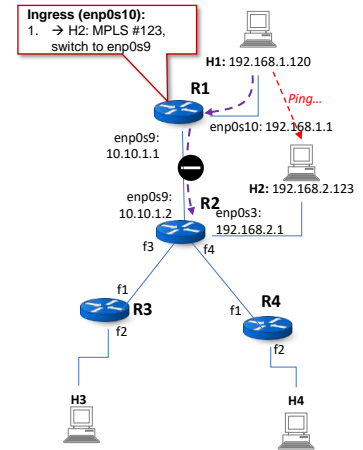 Ingress (enp0s10):
1. → H2: MPLS #123,
switch to enp0s9
H1: 192.168.1.120
R1
Ping...
enp0s10: 192.168.1.1
enp0s9:
10.10.1.1
H2: 192.168.2.123
enp0s9:
10.10.1.2
R2
enp0s3:
192.168.2.1
f3
f4
f1
R3
f2
f1
R4
f2
H3
H4